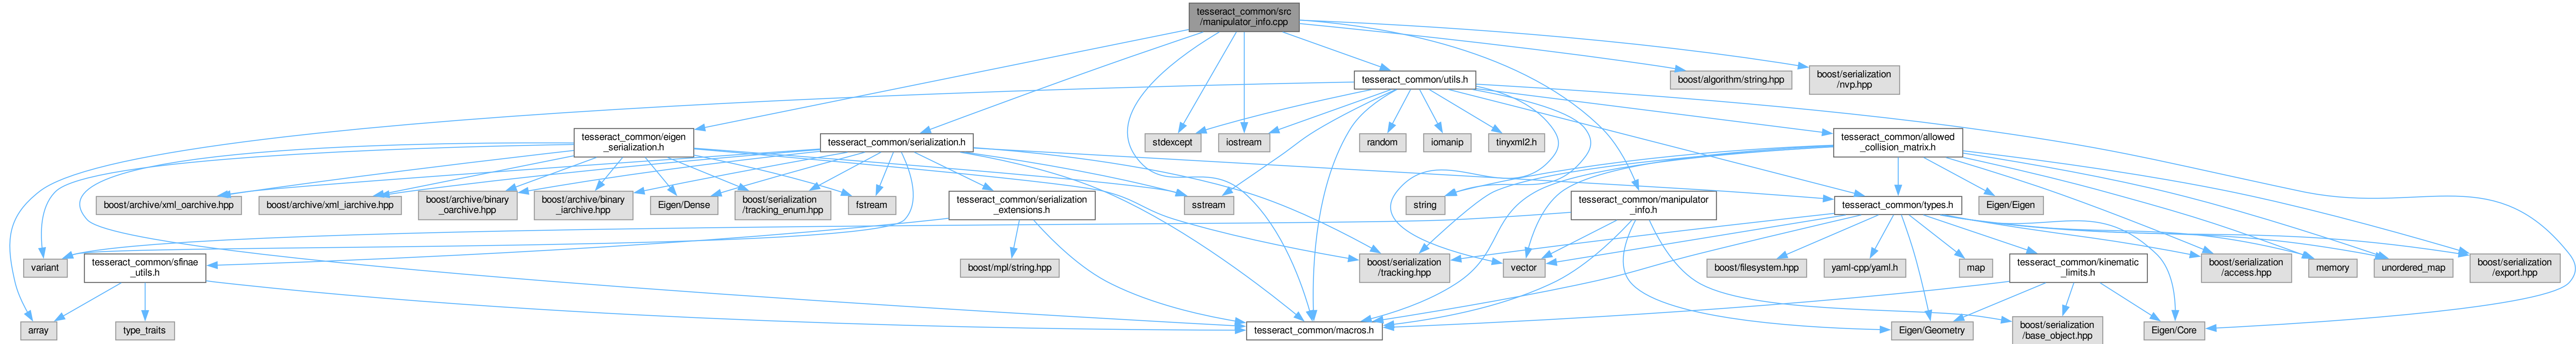 tesseract_common/src
/manipulator_info.cpp
tesseract_common/utils.h
boost/algorithm/string.hpp
boost/serialization
/nvp.hpp
tesseract_common/eigen
_serialization.h
tesseract_common/serialization.h
stdexcept
iostream
random
iomanip
tinyxml2.h
tesseract_common/allowed
_collision_matrix.h
boost/archive/xml_oarchive.hpp
boost/archive/xml_iarchive.hpp
boost/archive/binary
_oarchive.hpp
boost/archive/binary
_iarchive.hpp
Eigen/Dense
boost/serialization
/tracking_enum.hpp
fstream
tesseract_common/serialization
_extensions.h
sstream
string
tesseract_common/manipulator
_info.h
tesseract_common/types.h
Eigen/Eigen
variant
tesseract_common/sfinae
_utils.h
boost/mpl/string.hpp
boost/serialization
/tracking.hpp
vector
boost/filesystem.hpp
yaml-cpp/yaml.h
map
tesseract_common/kinematic
_limits.h
boost/serialization
/access.hpp
memory
unordered_map
boost/serialization
/export.hpp
array
type_traits
tesseract_common/macros.h
Eigen/Geometry
boost/serialization
/base_object.hpp
Eigen/Core